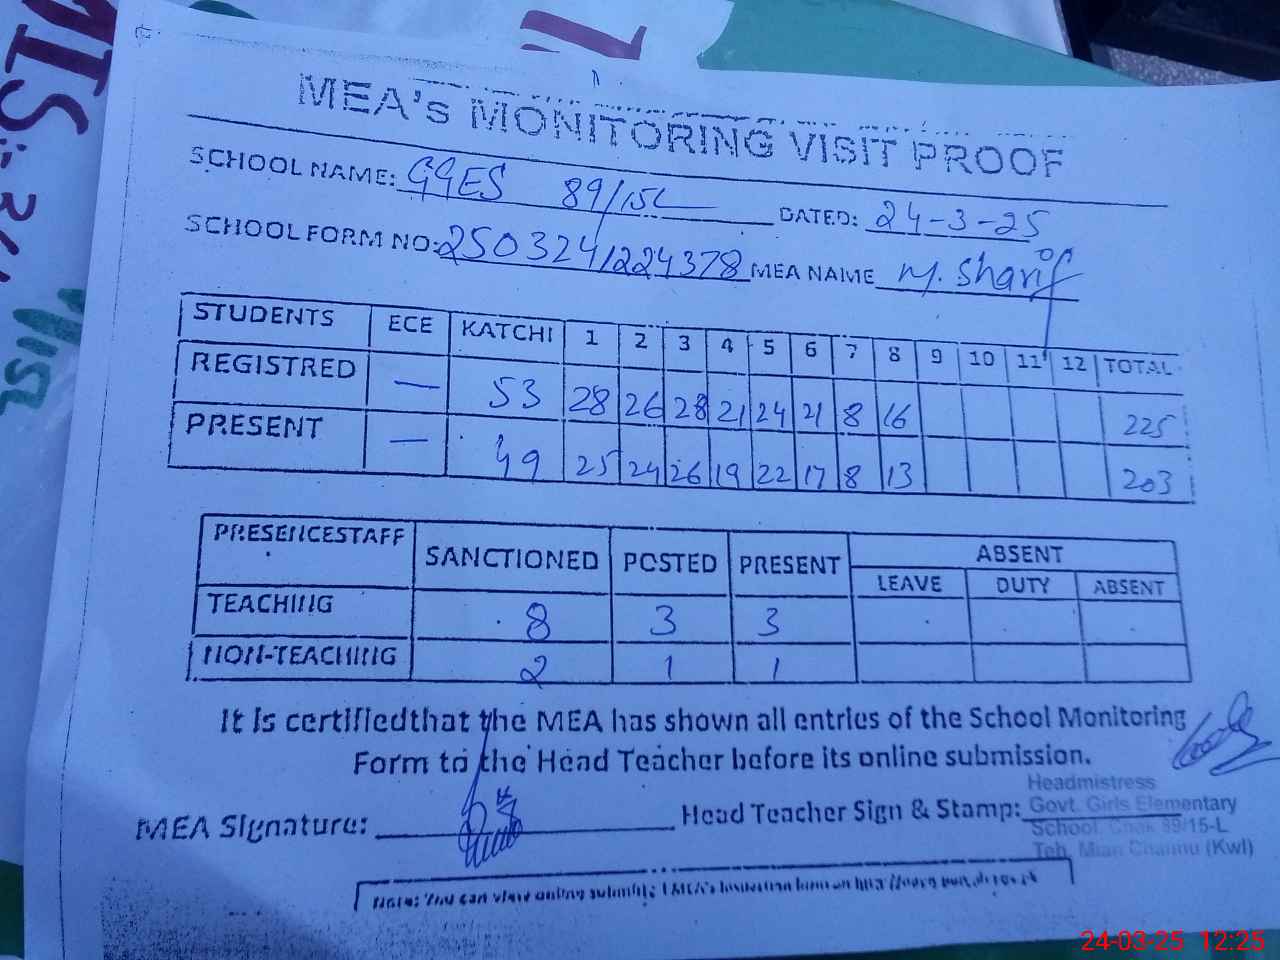 MEA's MONITORING VISIT PROOF
SCHOOL NAME: GGES 89/15L DATED: 24-3-25
SCHOOL FORM NO: 250324/224378 MEA NAME M. Sharif
STUDENTS ECE KATCHI 1 2 3 4 5 6 7 8 9 10 11 12 TOTAL
REGISTRED — 53 28 26 28 21 24 21 8 16 225
PRESENT — 49 25 24 26 19 22 17 8 13 203
PRESENCESTAFF SANCTIONED POSTED PRESENT ABSENT
LEAVE DUTY ABSENT
TEACHING 8 3 3
NON-TEACHING 2 1 1
It is certifiedthat the MEA has shown all entries of the School Monitoring
Form to the Head Teacher before its online submission.
MEA Signature: Head Teacher Sign & Stamp:
Headmistress
Govt. Girls Elementary
School, Chak 89/15-L
Teh. Mian Channu (Kwl)
Note: You can view online
24-03-25 12:25